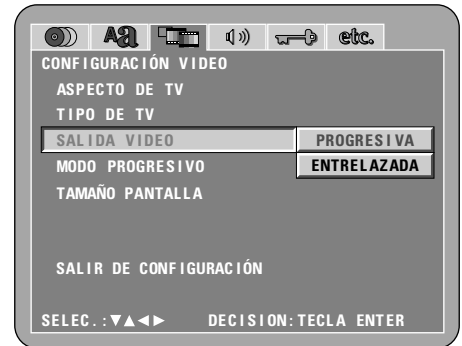 Aa etc.
CONFIGURACIÓN VIDEO
ASPECTO DE TV
TIPO DE TV
SALIDA VIDEO PROGRESIVA
MODO PROGRESIVO ENTRELAZADA
TAMAÑO PANTALLA
SALIR DE CONFIGURACIÓN
SELEC.:▼▲◄► DECISION:TECLA ENTER